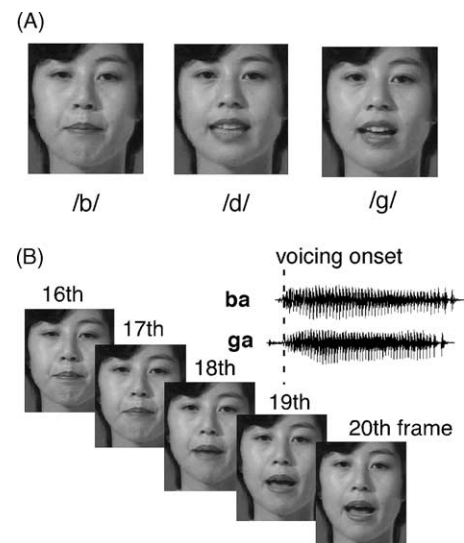 (A)
/b/ /d/ /g/
(B)
voicing onset
16th
ba
17th
ga
18th
19th
20th frame